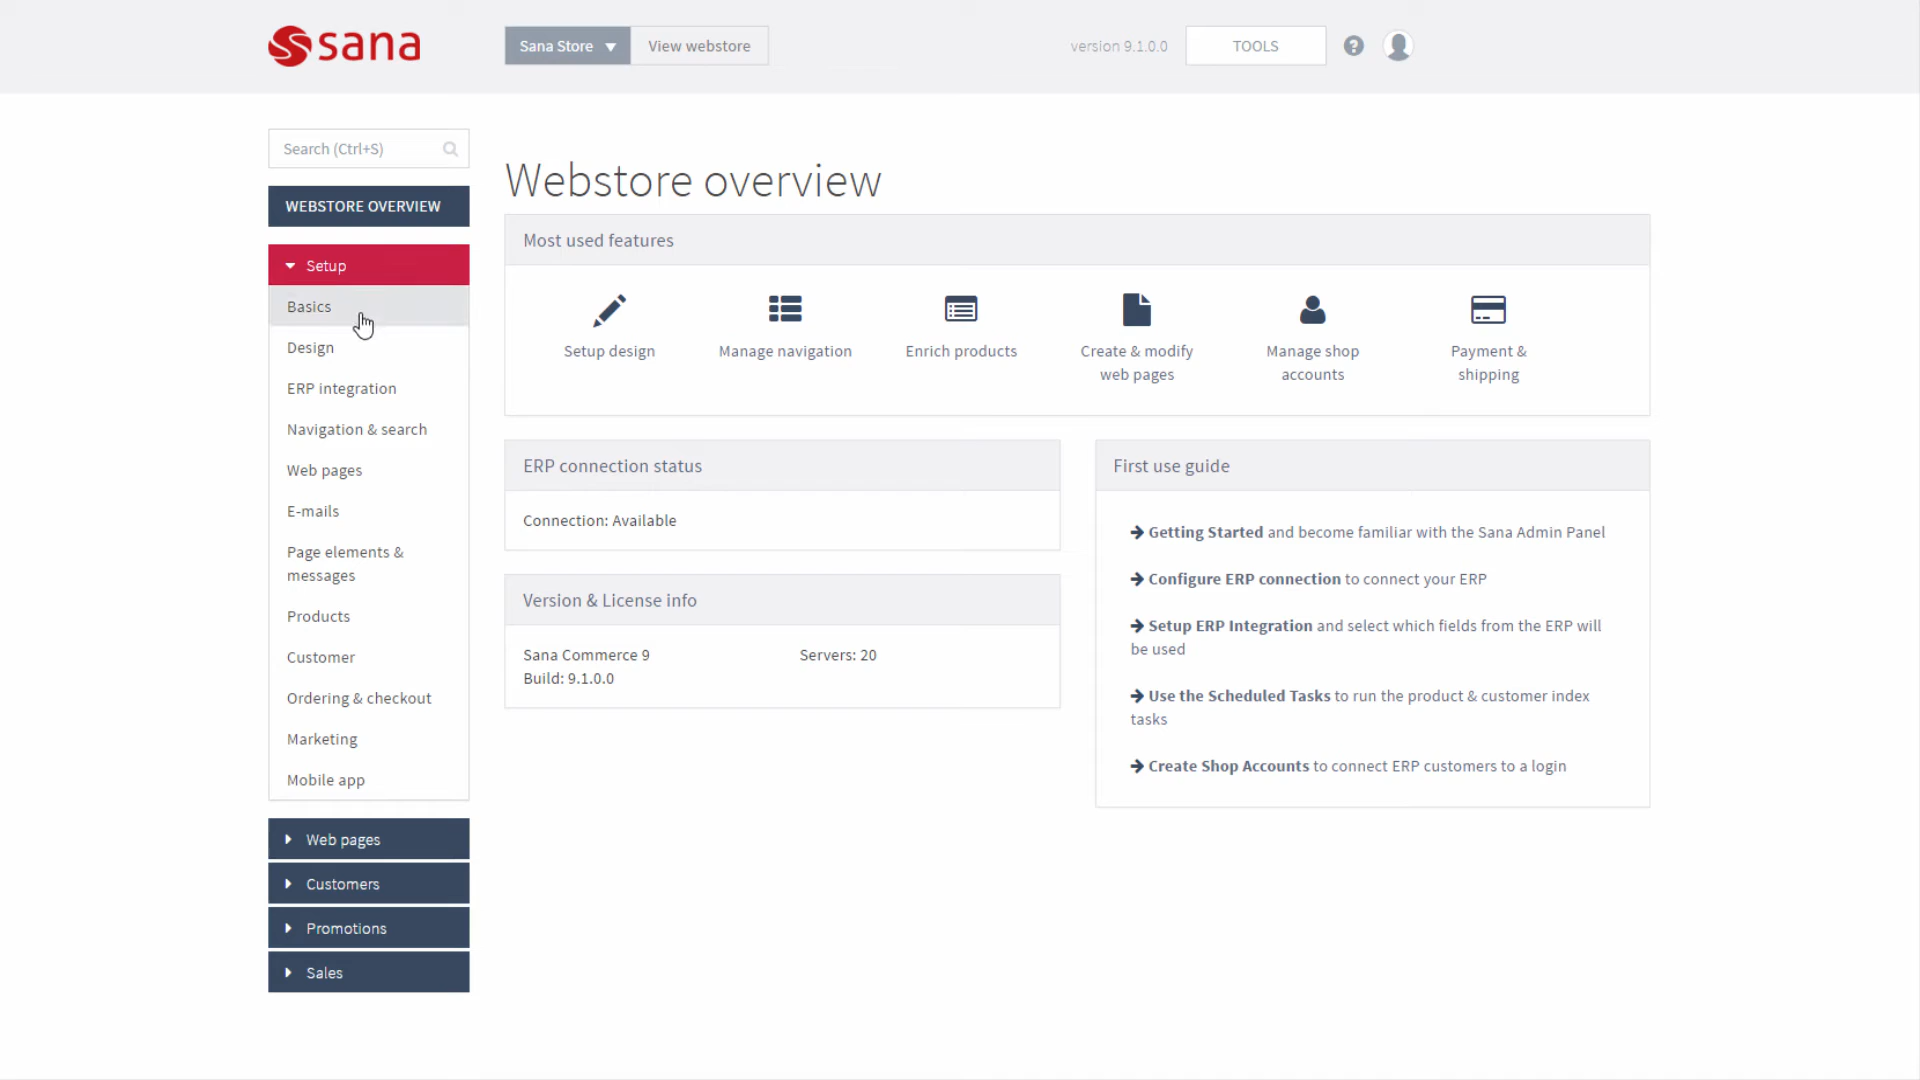 sana
Sana Store
View webstore
version 9.1.0.0
TOOLS
?
Search (Ctrl+S)
WEBSTORE OVERVIEW
Setup
Basics
Design
ERP integration
Navigation & search
Web pages
E-mails
Page elements &
messages
Products
Customer
Ordering & checkout
Marketing
Mobile app
Web pages
Customers
Promotions
Sales
Webstore overview
Most used features
Setup design
Manage navigation
Enrich products
Create & modify
web pages
Manage shop
accounts
Payment &
shipping
ERP connection status
Connection: Available
Version & License info
Sana Commerce 9
Build: 9.1.0.0
Servers: 20
First use guide
Getting Started and become familiar with the Sana Admin Panel
Configure ERP connection to connect your ERP
Setup ERP Integration and select which fields from the ERP will
be used
Use the Scheduled Tasks to run the product & customer index
tasks
Create Shop Accounts to connect ERP customers to a login